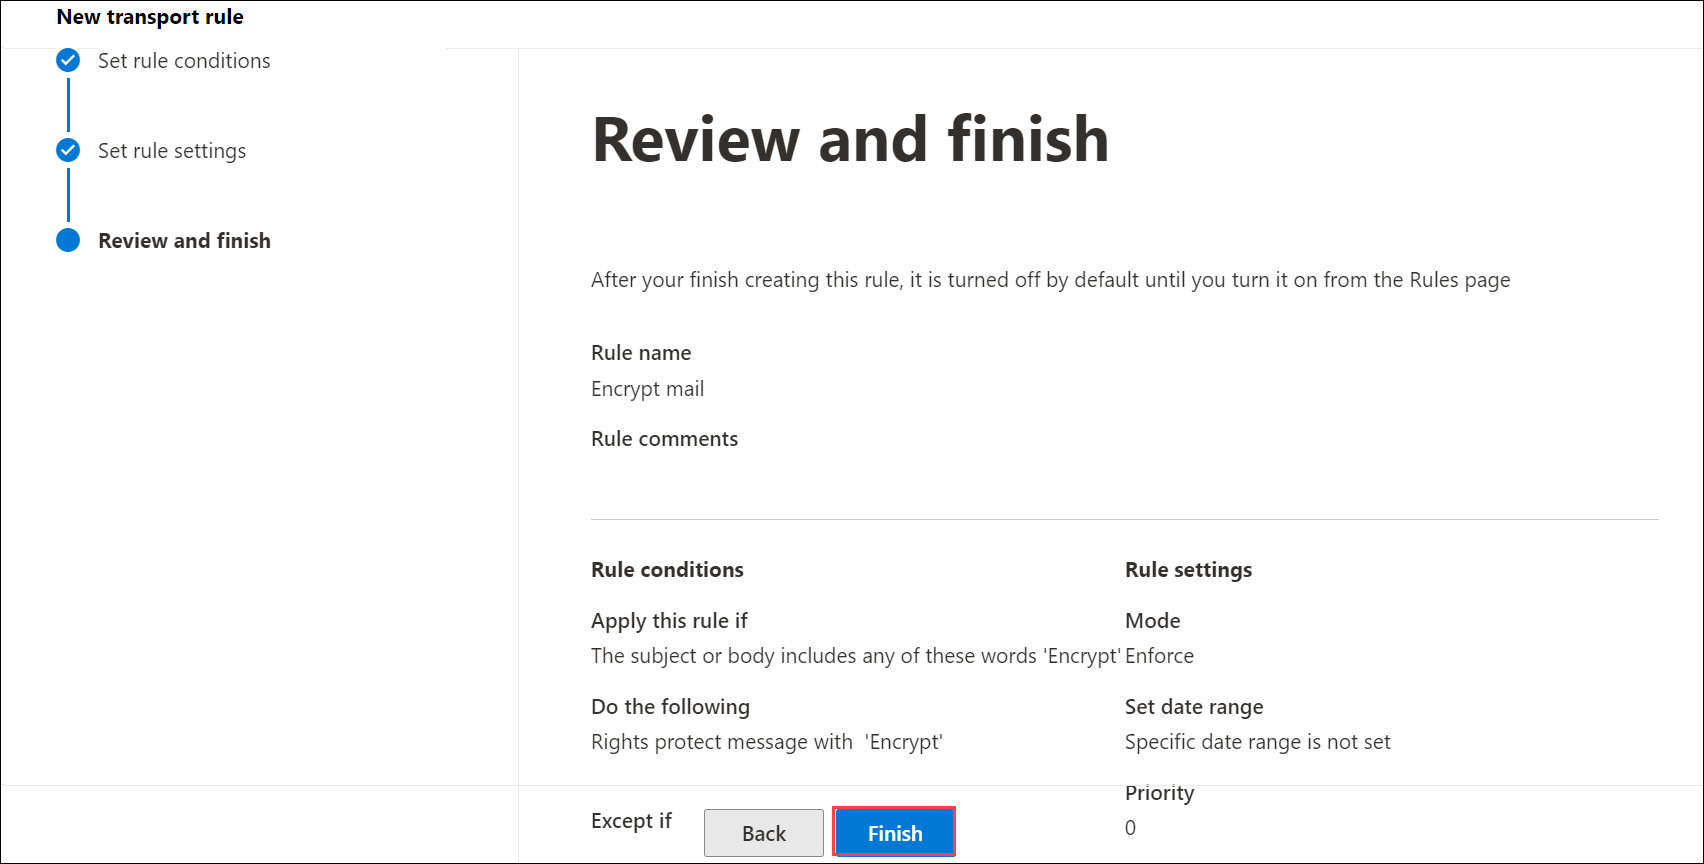 New transport rule
Set rule conditions
Set rule settings
Review and finish
Review and finish
After your finish creating this rule, it is turned off by default until you turn it on from the Rules page
Rule name
Encrypt mail
Rule comments
Rule conditions
Apply this rule if
The subject or body includes any of these words 'Encrypt'
Do the following
Rights protect message with  'Encrypt'
Except if
Rule settings
Mode
Enforce
Set date range
Specific date range is not set
Priority
0
Back
Finish